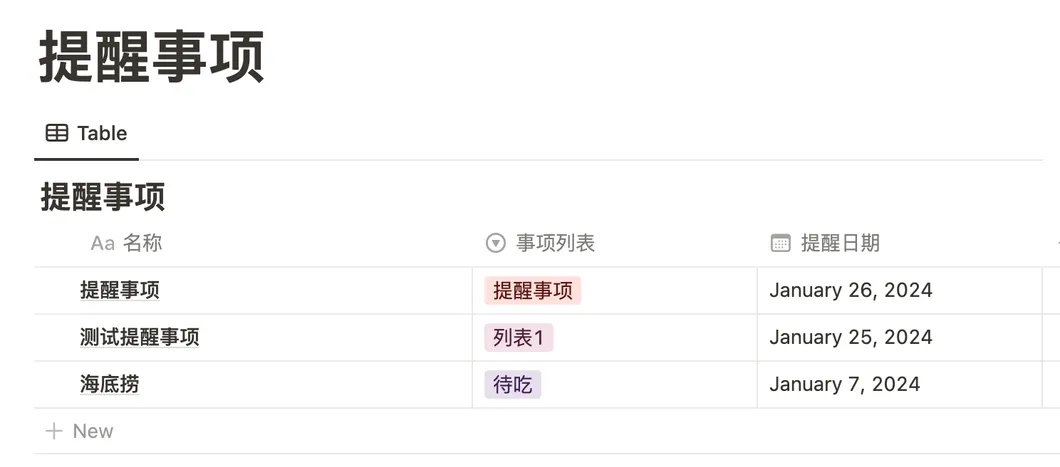 提醒事项
Table
提醒事项
Aa 名称 事项列表 提醒日期
提醒事项 提醒事项 January 26, 2024
测试提醒事项 列表1 January 25, 2024
海底捞 待吃 January 7, 2024
+ New